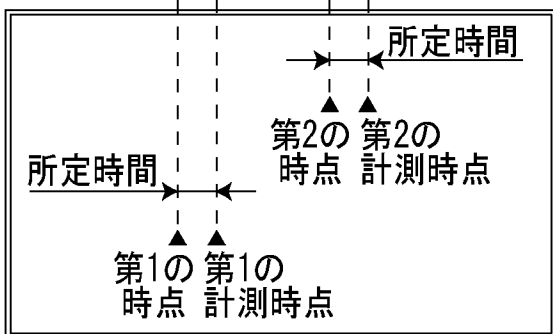 所定時間
第2の 第2の
時点 計測時点
所定時間
第1の 第1の
時点 計測時点